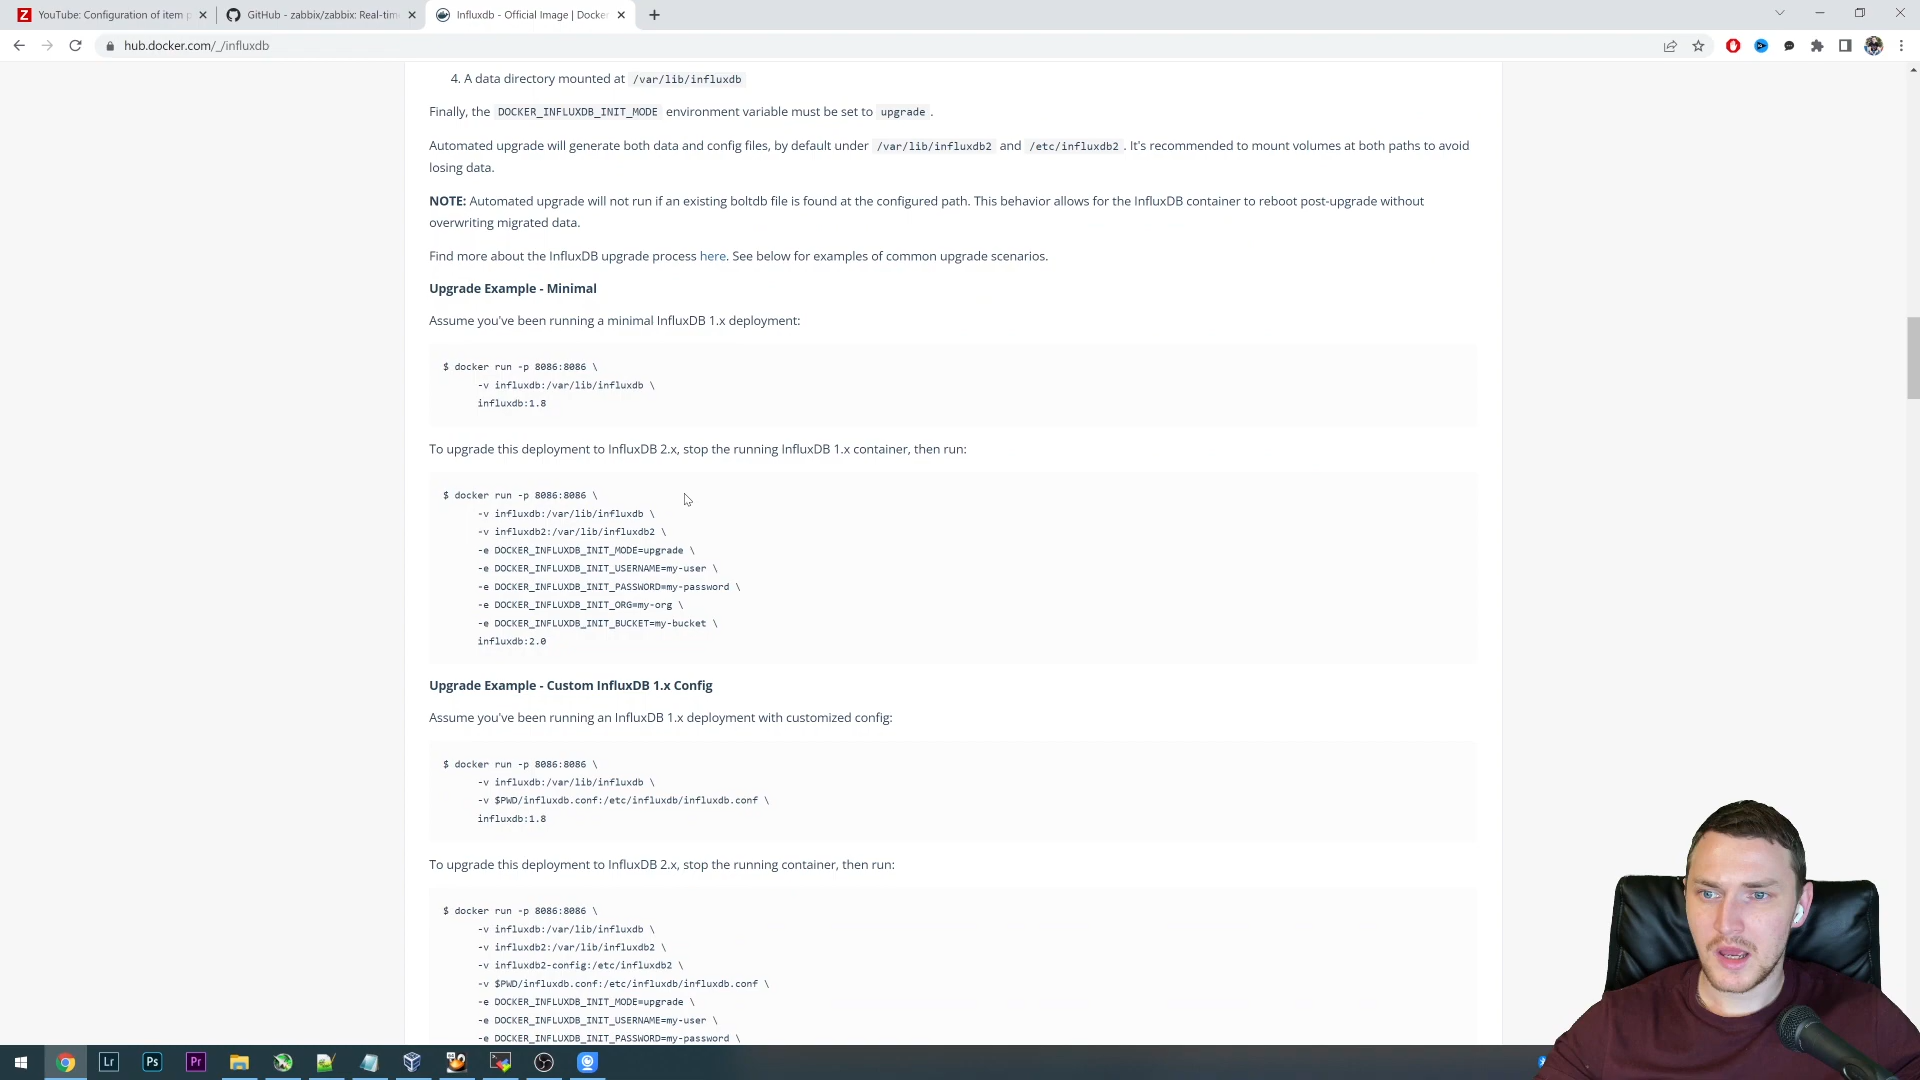 YouTube: Configuration of item p
GitHub - zabbix/zabbix: Real-tim
Influxdb - Official Image | Docker
hub.docker.com/_/influxdb
4. A data directory mounted at /var/lib/influxdb
Finally, the DOCKER_INFLUXDB_INIT_MODE environment variable must be set to upgrade .
Automated upgrade will generate both data and config files, by default under /var/lib/influxdb2 and /etc/influxdb2 . It's recommended to mount volumes at both paths to avoid
losing data.
NOTE: Automated upgrade will not run if an existing boltdb file is found at the configured path. This behavior allows for the InfluxDB container to reboot post-upgrade without
overwriting migrated data.
Find more about the InfluxDB upgrade process here. See below for examples of common upgrade scenarios.
Upgrade Example - Minimal
Assume you've been running a minimal InfluxDB 1.x deployment:
$ docker run -p 8086:8086 \
-v influxdb:/var/lib/influxdb \
influxdb:1.8
To upgrade this deployment to InfluxDB 2.x, stop the running InfluxDB 1.x container, then run:
$ docker run -p 8086:8086 \
-v influxdb:/var/lib/influxdb \
-v influxdb2:/var/lib/influxdb2 \
-e DOCKER_INFLUXDB_INIT_MODE=upgrade \
-e DOCKER_INFLUXDB_INIT_USERNAME=my-user \
-e DOCKER_INFLUXDB_INIT_PASSWORD=my-password \
-e DOCKER_INFLUXDB_INIT_ORG=my-org \
-e DOCKER_INFLUXDB_INIT_BUCKET=my-bucket \
influxdb:2.0
Upgrade Example - Custom InfluxDB 1.x Config
Assume you've been running an InfluxDB 1.x deployment with customized config:
$ docker run -p 8086:8086 \
-v influxdb:/var/lib/influxdb \
-v $PWD/influxdb.conf:/etc/influxdb/influxdb.conf \
influxdb:1.8
To upgrade this deployment to InfluxDB 2.x, stop the running container, then run:
$ docker run -p 8086:8086 \
-v influxdb:/var/lib/influxdb \
-v influxdb2:/var/lib/influxdb2 \
-v influxdb2-config:/etc/influxdb2 \
-v $PWD/influxdb.conf:/etc/influxdb/influxdb.conf \
-e DOCKER_INFLUXDB_INIT_MODE=upgrade \
-e DOCKER_INFLUXDB_INIT_USERNAME=my-user \
-e DOCKER_INFLUXDB_INIT_PASSWORD=my-password \
Lr Ps Pr